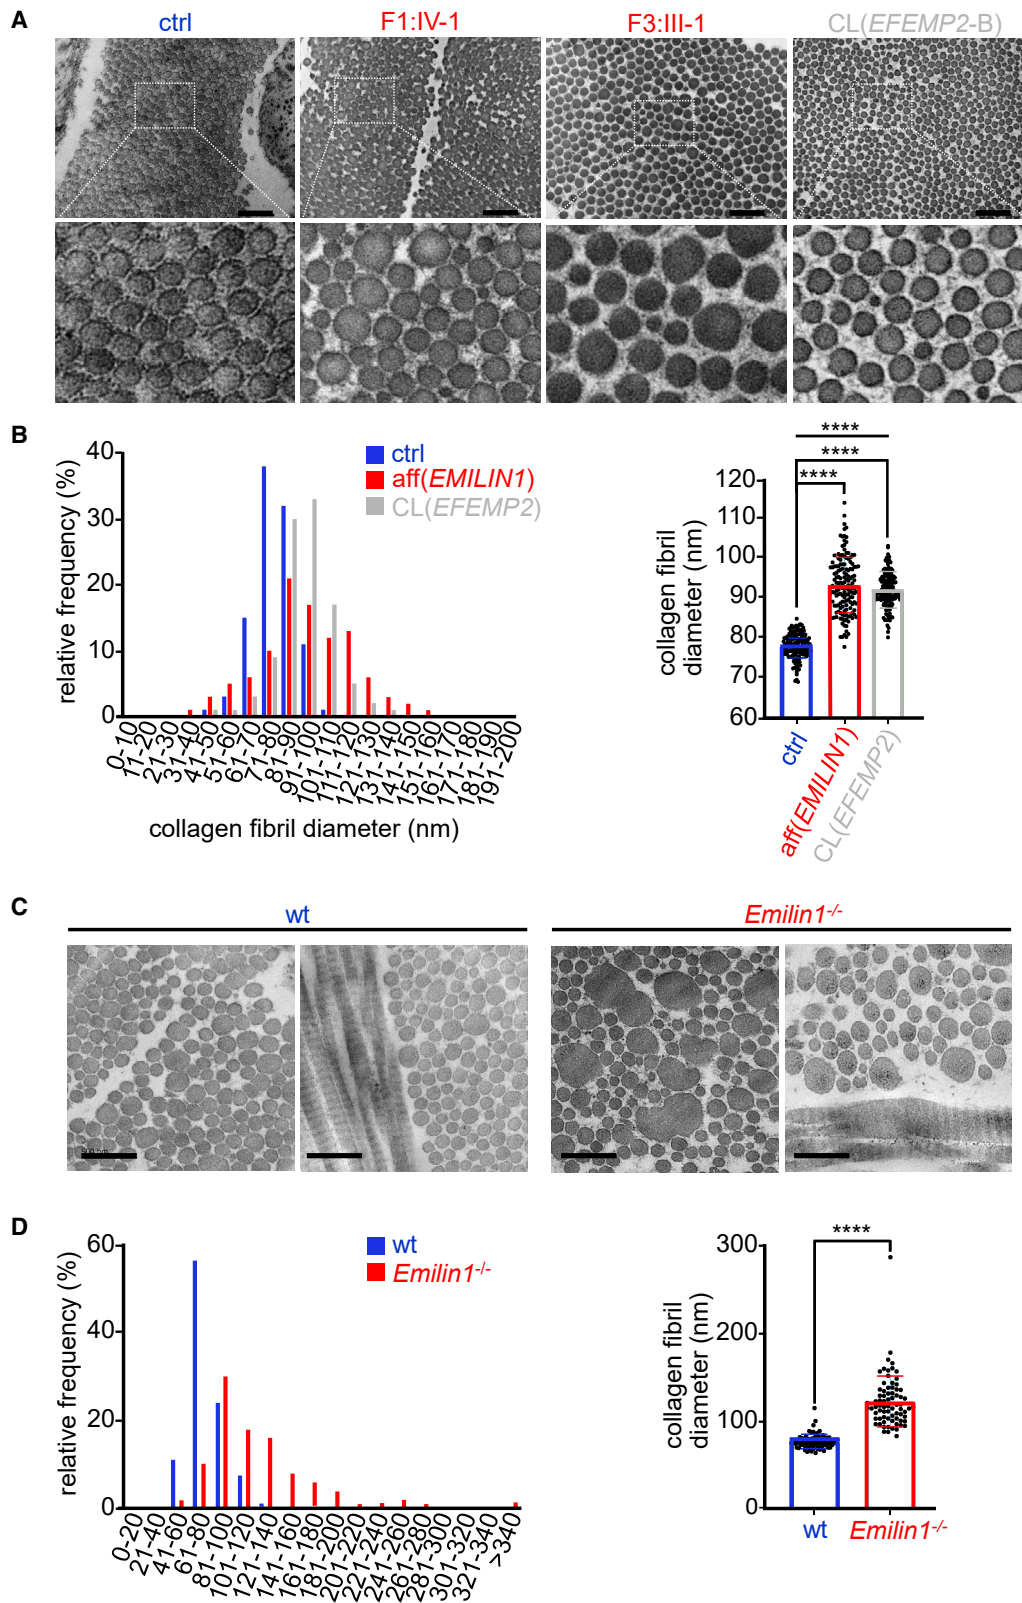 A
ctrl
F1:IV-1
F3:III-1
CL(EFEMP2-B)
B
relative frequency (%)
40
30
20
10
0
ctrl
aff(EMILIN1)
CL(EFEMP2)
0-10
11-20
21-30
31-40
41-50
51-60
61-70
71-80
81-90
91-100
101-110
111-120
121-130
131-140
141-150
151-160
161-170
171-180
181-190
191-200
collagen fibril diameter (nm)
collagen fibril
diameter (nm)
120
110
100
90
80
70
60
****
****
****
ctrl
aff(EMILIN1)
CL(EFEMP2)
C
wt
Emilin1-/-
500 nm
D
relative frequency (%)
60
40
20
0
wt
Emilin1-/-
0-20
21-40
41-60
61-80
81-100
101-120
121-140
141-160
161-180
181-200
201-220
221-240
241-260
261-280
281-300
301-320
321-340
>340
collagen fibril
diameter (nm)
300
200
100
0
****
wt
Emilin1-/-